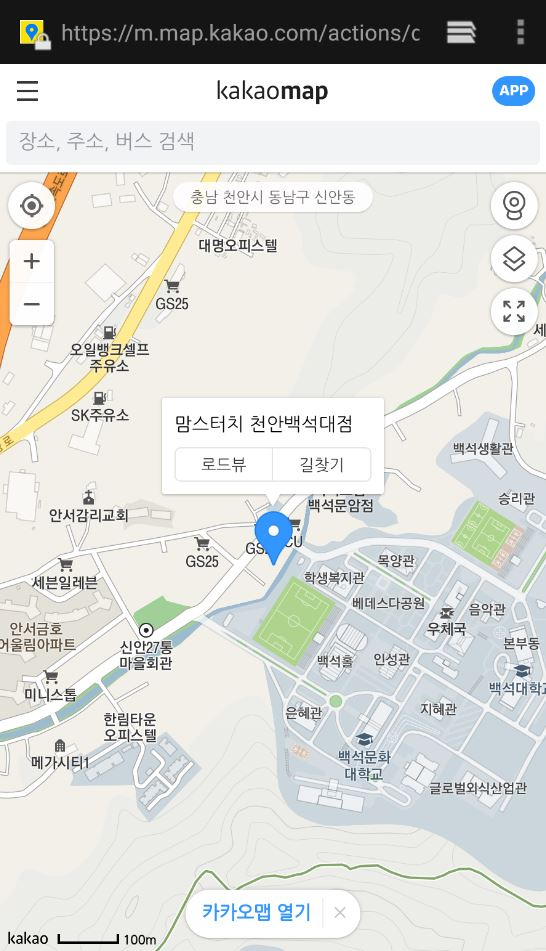 https://m.map.kakao.com/actions/
kakaomap
APP
장소, 주소, 버스 검색
충남 천안시 동남구 신안동
대명오피스텔
GS25
오일뱅크셀프
주유소
SK주유소
맘스터치 천안백석대점
로드뷰
길찾기
백석생활관
백석문암점
승리관
안서감리교회
CU
GS25
목양관
학생복지관
세븐일레븐
베데스다공원
음악관
우체국
안서금호
어울림아파트
신안27통
마을회관
본부동
백석홀
인성관
미니스톱
백석대학교
은혜관
지혜관
한림타운
오피스텔
백석문화
대학교
메가시티1
글로벌외식산업관
카카오맵 열기
kakao
100m